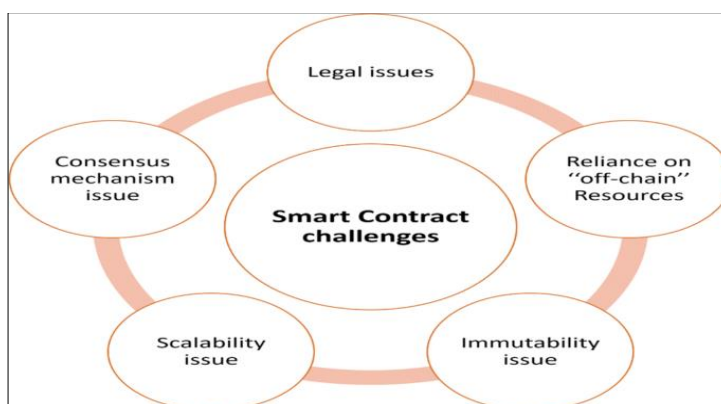 Legal issues
Consensus
mechanism
issue
Reliance on
‘‘off-chain’’
Resources
Smart Contract
challenges
Scalability
issue
Immutability
issue